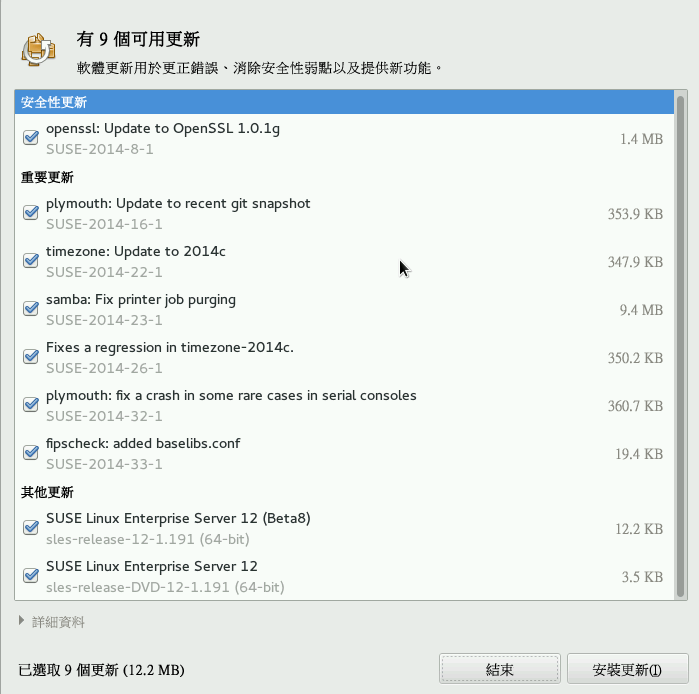 有 9 個可用更新
軟體更新用於更正錯誤、消除安全性弱點以及提供新功能。
安全性更新
openssl: Update to OpenSSL 1.0.1g
SUSE-2014-8-1
1.4 MB
重要更新
plymouth: Update to recent git snapshot
SUSE-2014-16-1
353.9 KB
timezone: Update to 2014c
SUSE-2014-22-1
347.9 KB
samba: Fix printer job purging
SUSE-2014-23-1
9.4 MB
Fixes a regression in timezone-2014c.
SUSE-2014-26-1
350.2 KB
plymouth: fix a crash in some rare cases in serial consoles
SUSE-2014-32-1
360.7 KB
fipscheck: added baselibs.conf
SUSE-2014-33-1
19.4 KB
其他更新
SUSE Linux Enterprise Server 12 (Beta8)
sles-release-12-1.191 (64-bit)
12.2 KB
SUSE Linux Enterprise Server 12
sles-release-DVD-12-1.191 (64-bit)
3.5 KB
詳細資料
已選取 9 個更新 (12.2 MB)
結束
安裝更新(I)